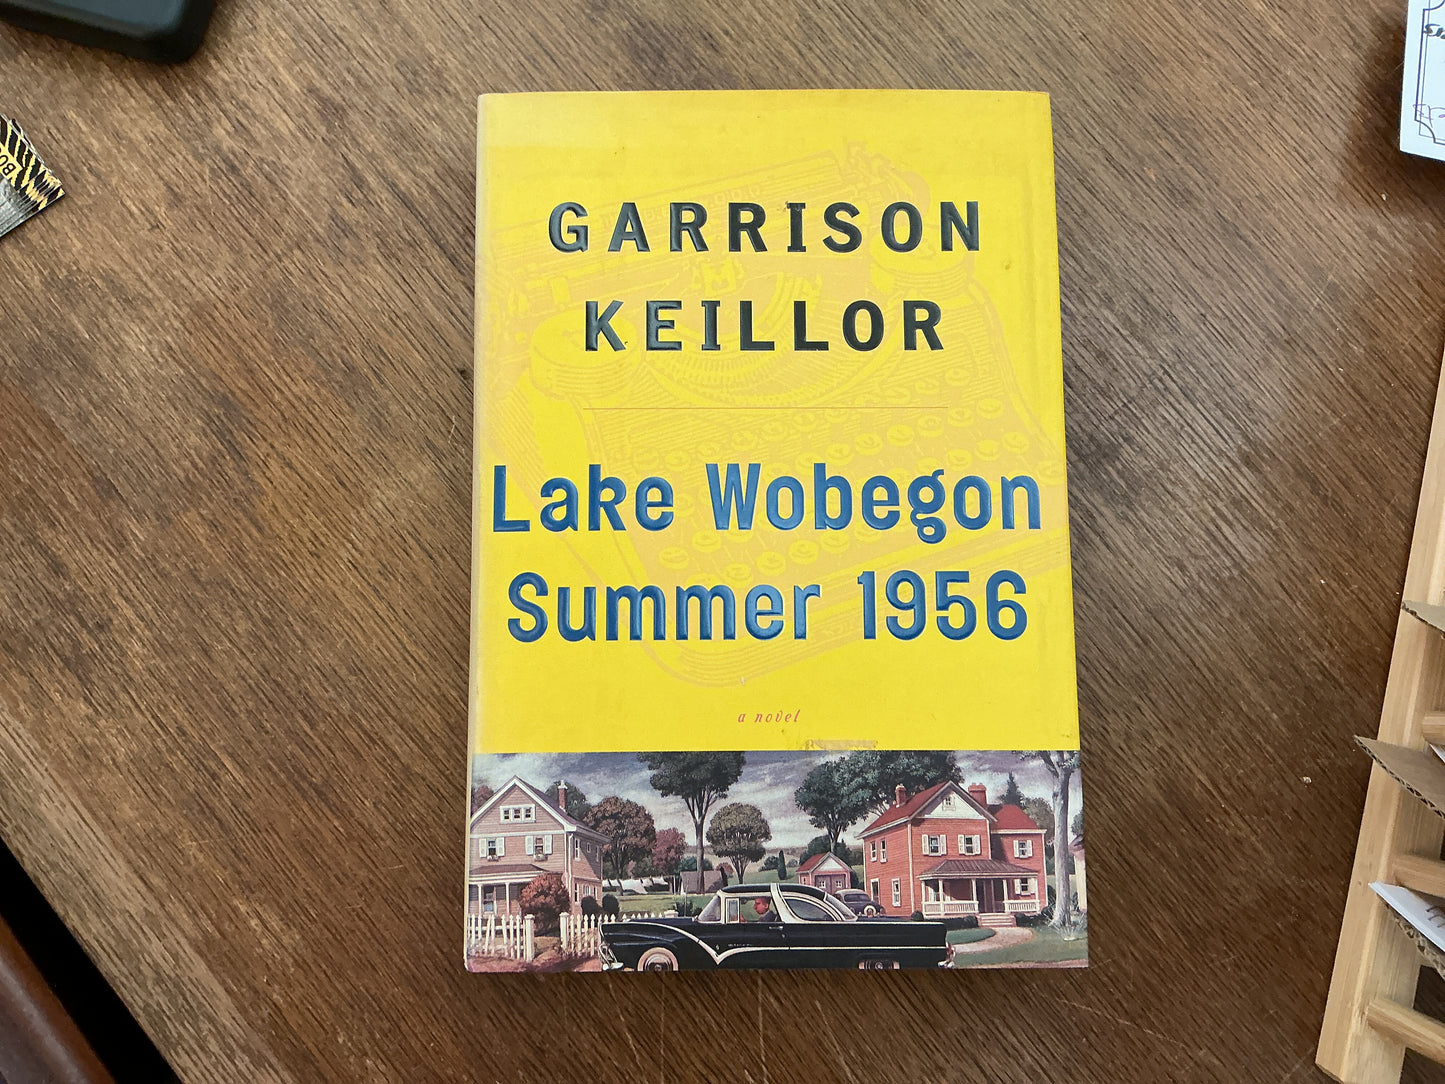 GARRISON
KEILLOR
Lake Wobegon
Summer 1956
a novel